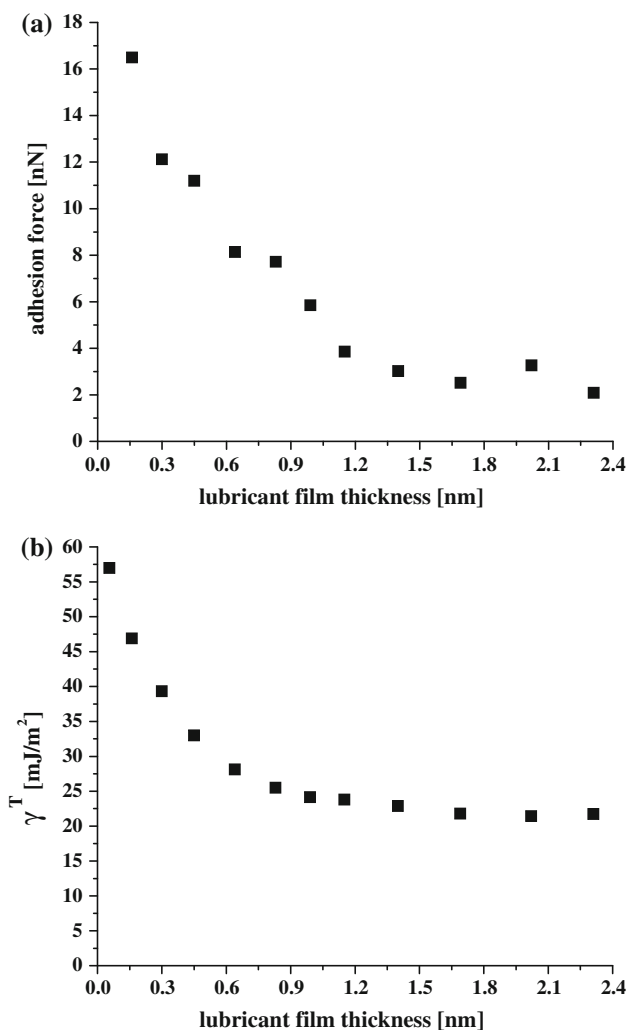 (a)
18
16
14
12
10
8
6
4
2
0
adhesion force [nN]
0.0 0.3 0.6 0.9 1.2 1.5 1.8 2.1 2.4
lubricant film thickness [nm]
(b)
60
55
50
45
40
35
30
25
20
15
10
5
0
γᵀ [mJ/m²]
0.0 0.3 0.6 0.9 1.2 1.5 1.8 2.1 2.4
lubricant film thickness [nm]